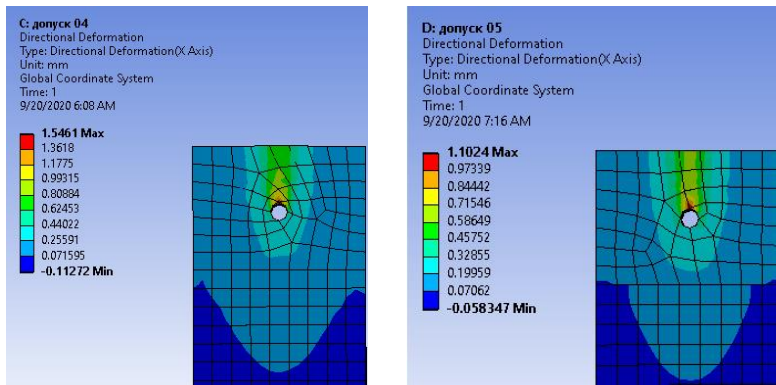 C: допуск 04
Directional Deformation
Type: Directional Deformation(X Axis)
Unit: mm
Global Coordinate System
Time: 1
9/20/2020 6:08 AM
1.5461 Max
1.3618
1.1775
0.99315
0.80884
0.62453
0.44022
0.25591
0.071595
-0.11272 Min
D: допуск 05
Directional Deformation
Type: Directional Deformation(X Axis)
Unit: mm
Global Coordinate System
Time: 1
9/20/2020 7:16 AM
1.1024 Max
0.97339
0.84442
0.71546
0.58649
0.45752
0.32855
0.19959
0.07062
-0.058347 Min